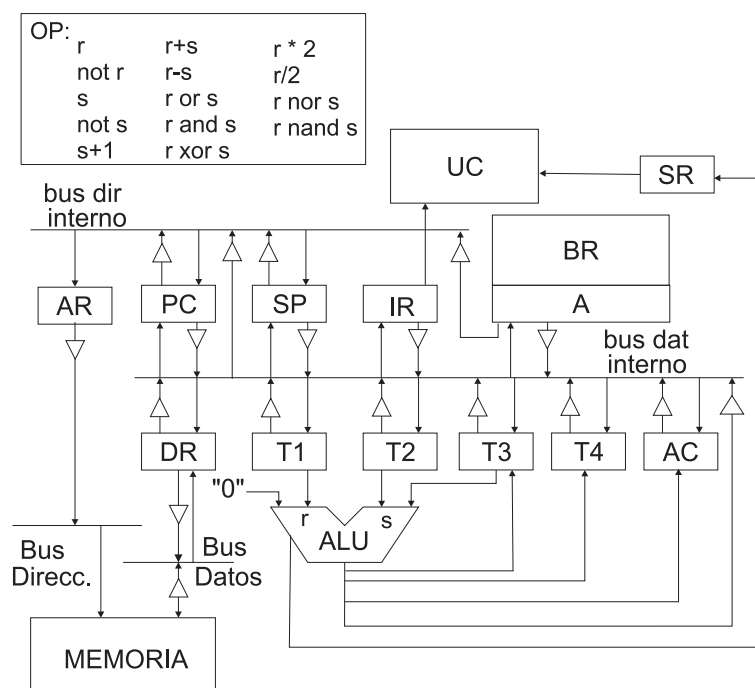 OP:
r r+s r * 2
not r r-s r/2
s r or s r nor s
not s r and s r nand s
s+1 r xor s
UC
SR
bus dir
interno
BR
AR
PC
SP
IR
A
bus dat
interno
DR
T1
T2
T3
T4
AC
"0"
r
s
ALU
Bus
Direcc.
Bus
Datos
MEMORIA